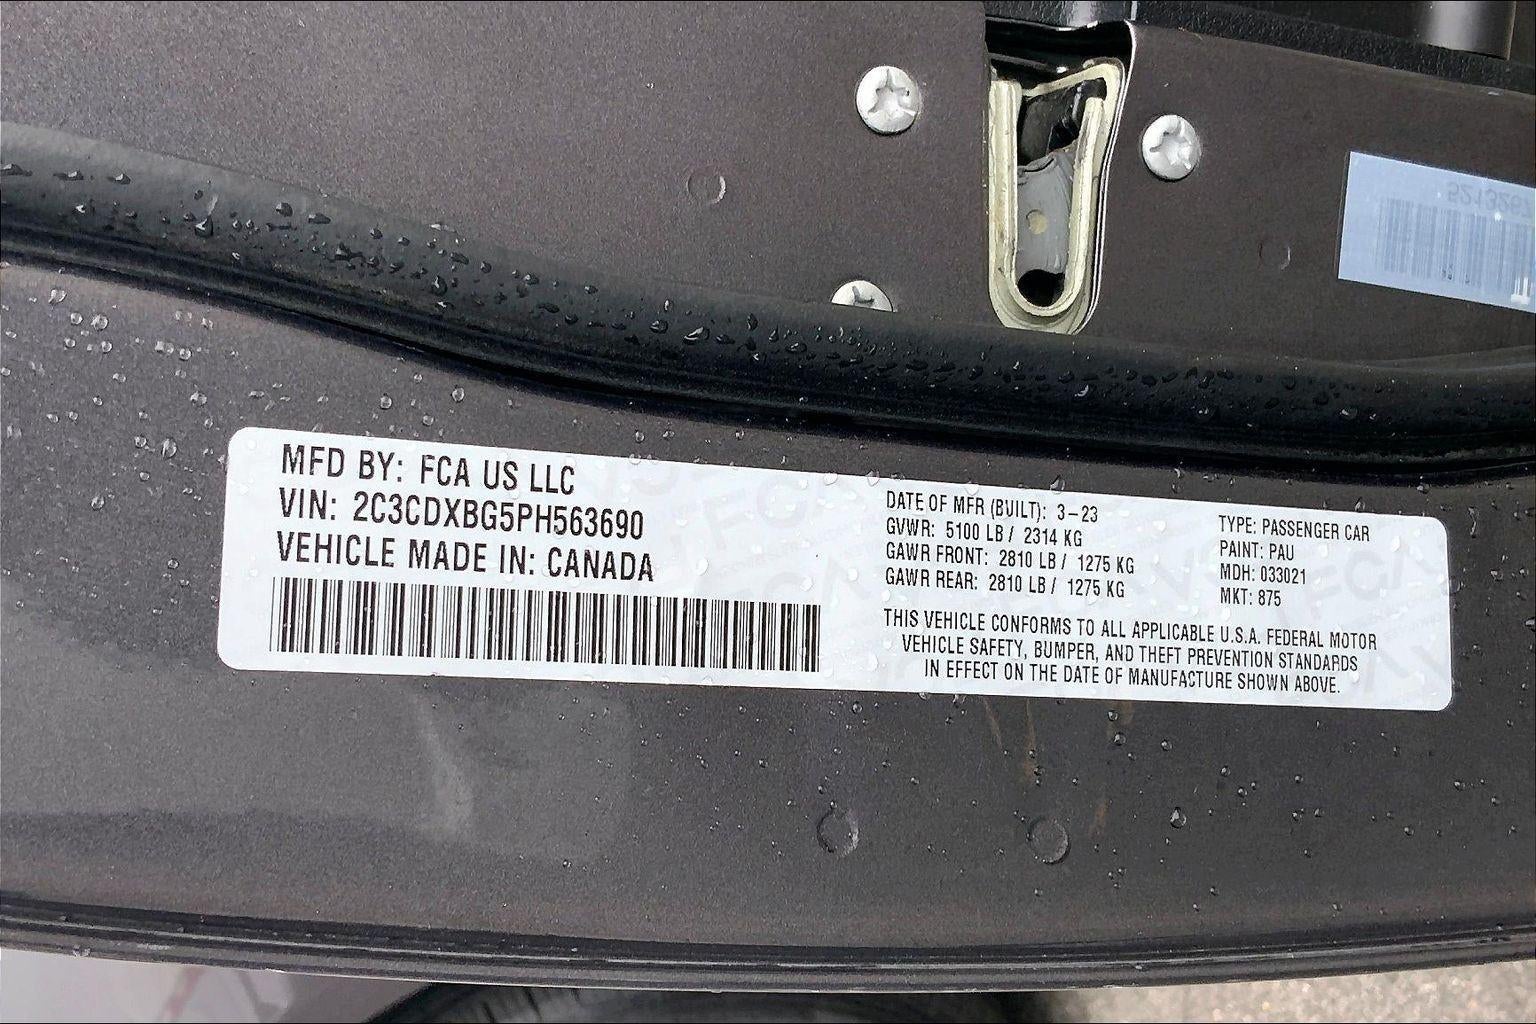 MFD BY: FCA US LLC
VIN: 2C3CDXBG5PH563690
VEHICLE MADE IN: CANADA
DATE OF MFR (BUILT): 3-23
GVWR: 5100 LB / 2314 KG
GAWR FRONT: 2810 LB / 1275 KG
GAWR REAR: 2810 LB / 1275 KG
TYPE: PASSENGER CAR
PAINT: PAU
MDH: 033021
MKT: 875
THIS VEHICLE CONFORMS TO ALL APPLICABLE U.S.A. FEDERAL MOTOR
VEHICLE SAFETY, BUMPER, AND THEFT PREVENTION STANDARDS
IN EFFECT ON THE DATE OF MANUFACTURE SHOWN ABOVE.